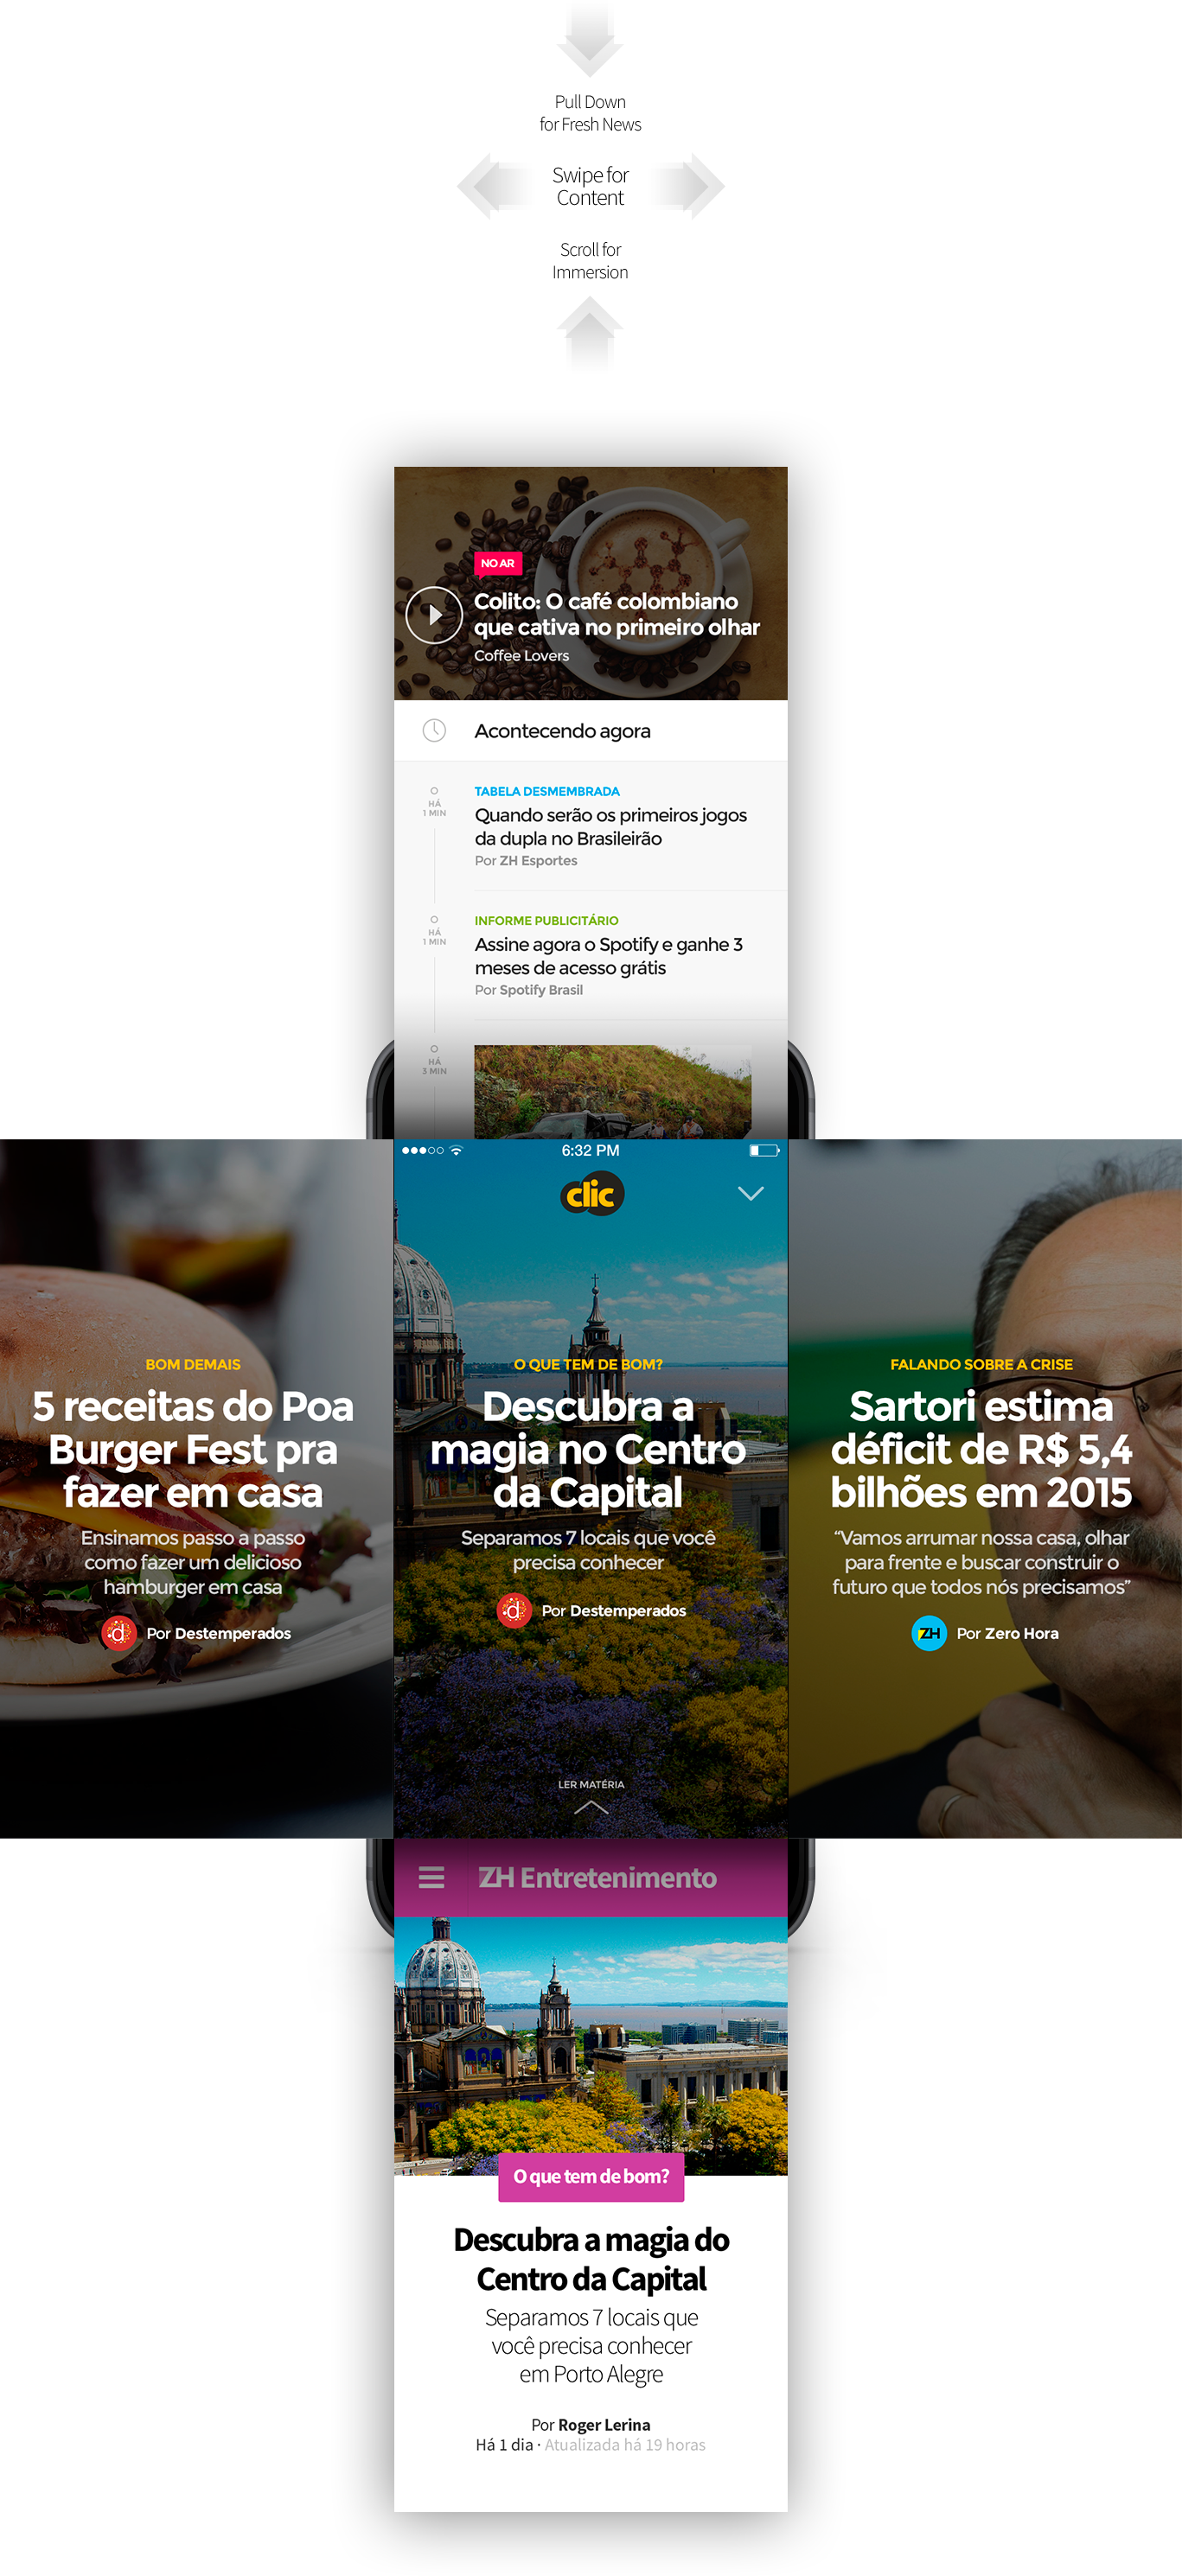 Pull Down
for Fresh News
Swipe for
Content
Scroll for
Immersion
NO AR
Colito: O café colombiano
que cativa no primeiro olhar
Coffee Lovers
Acontecendo agora
HÁ
1 MIN
TABELA DESMEMBRADA
Quando serão os primeiros jogos
da dupla no Brasileirão
Por ZH Esportes
HÁ
1 MIN
INFORME PUBLICITÁRIO
Assine agora o Spotify e ganhe 3
meses de acesso grátis
Por Spotify Brasil
HÁ
3 MIN
BOM DEMAIS
5 receitas do Poa
Burger Fest pra
fazer em casa
Ensinamos passo a passo
como fazer um delicioso
hamburger em casa
d
Por Destemperados
6:32 PM
clic
O QUE TEM DE BOM?
Descubra a
magia no Centro
da Capital
Separamos 7 locais que você
precisa conhecer
d
Por Destemperados
LER MATÉRIA
FALANDO SOBRE A CRISE
Sartori estima
déficit de R$ 5,4
bilhões em 2015
“Vamos arrumar nossa casa, olhar
para frente e buscar construir o
futuro que todos nós precisamos”
ZH
Por Zero Hora
ZH Entretenimento
O que tem de bom?
Descubra a magia do
Centro da Capital
Separamos 7 locais que
você precisa conhecer
em Porto Alegre
Por Roger Lerina
Há 1 dia · Atualizada há 19 horas